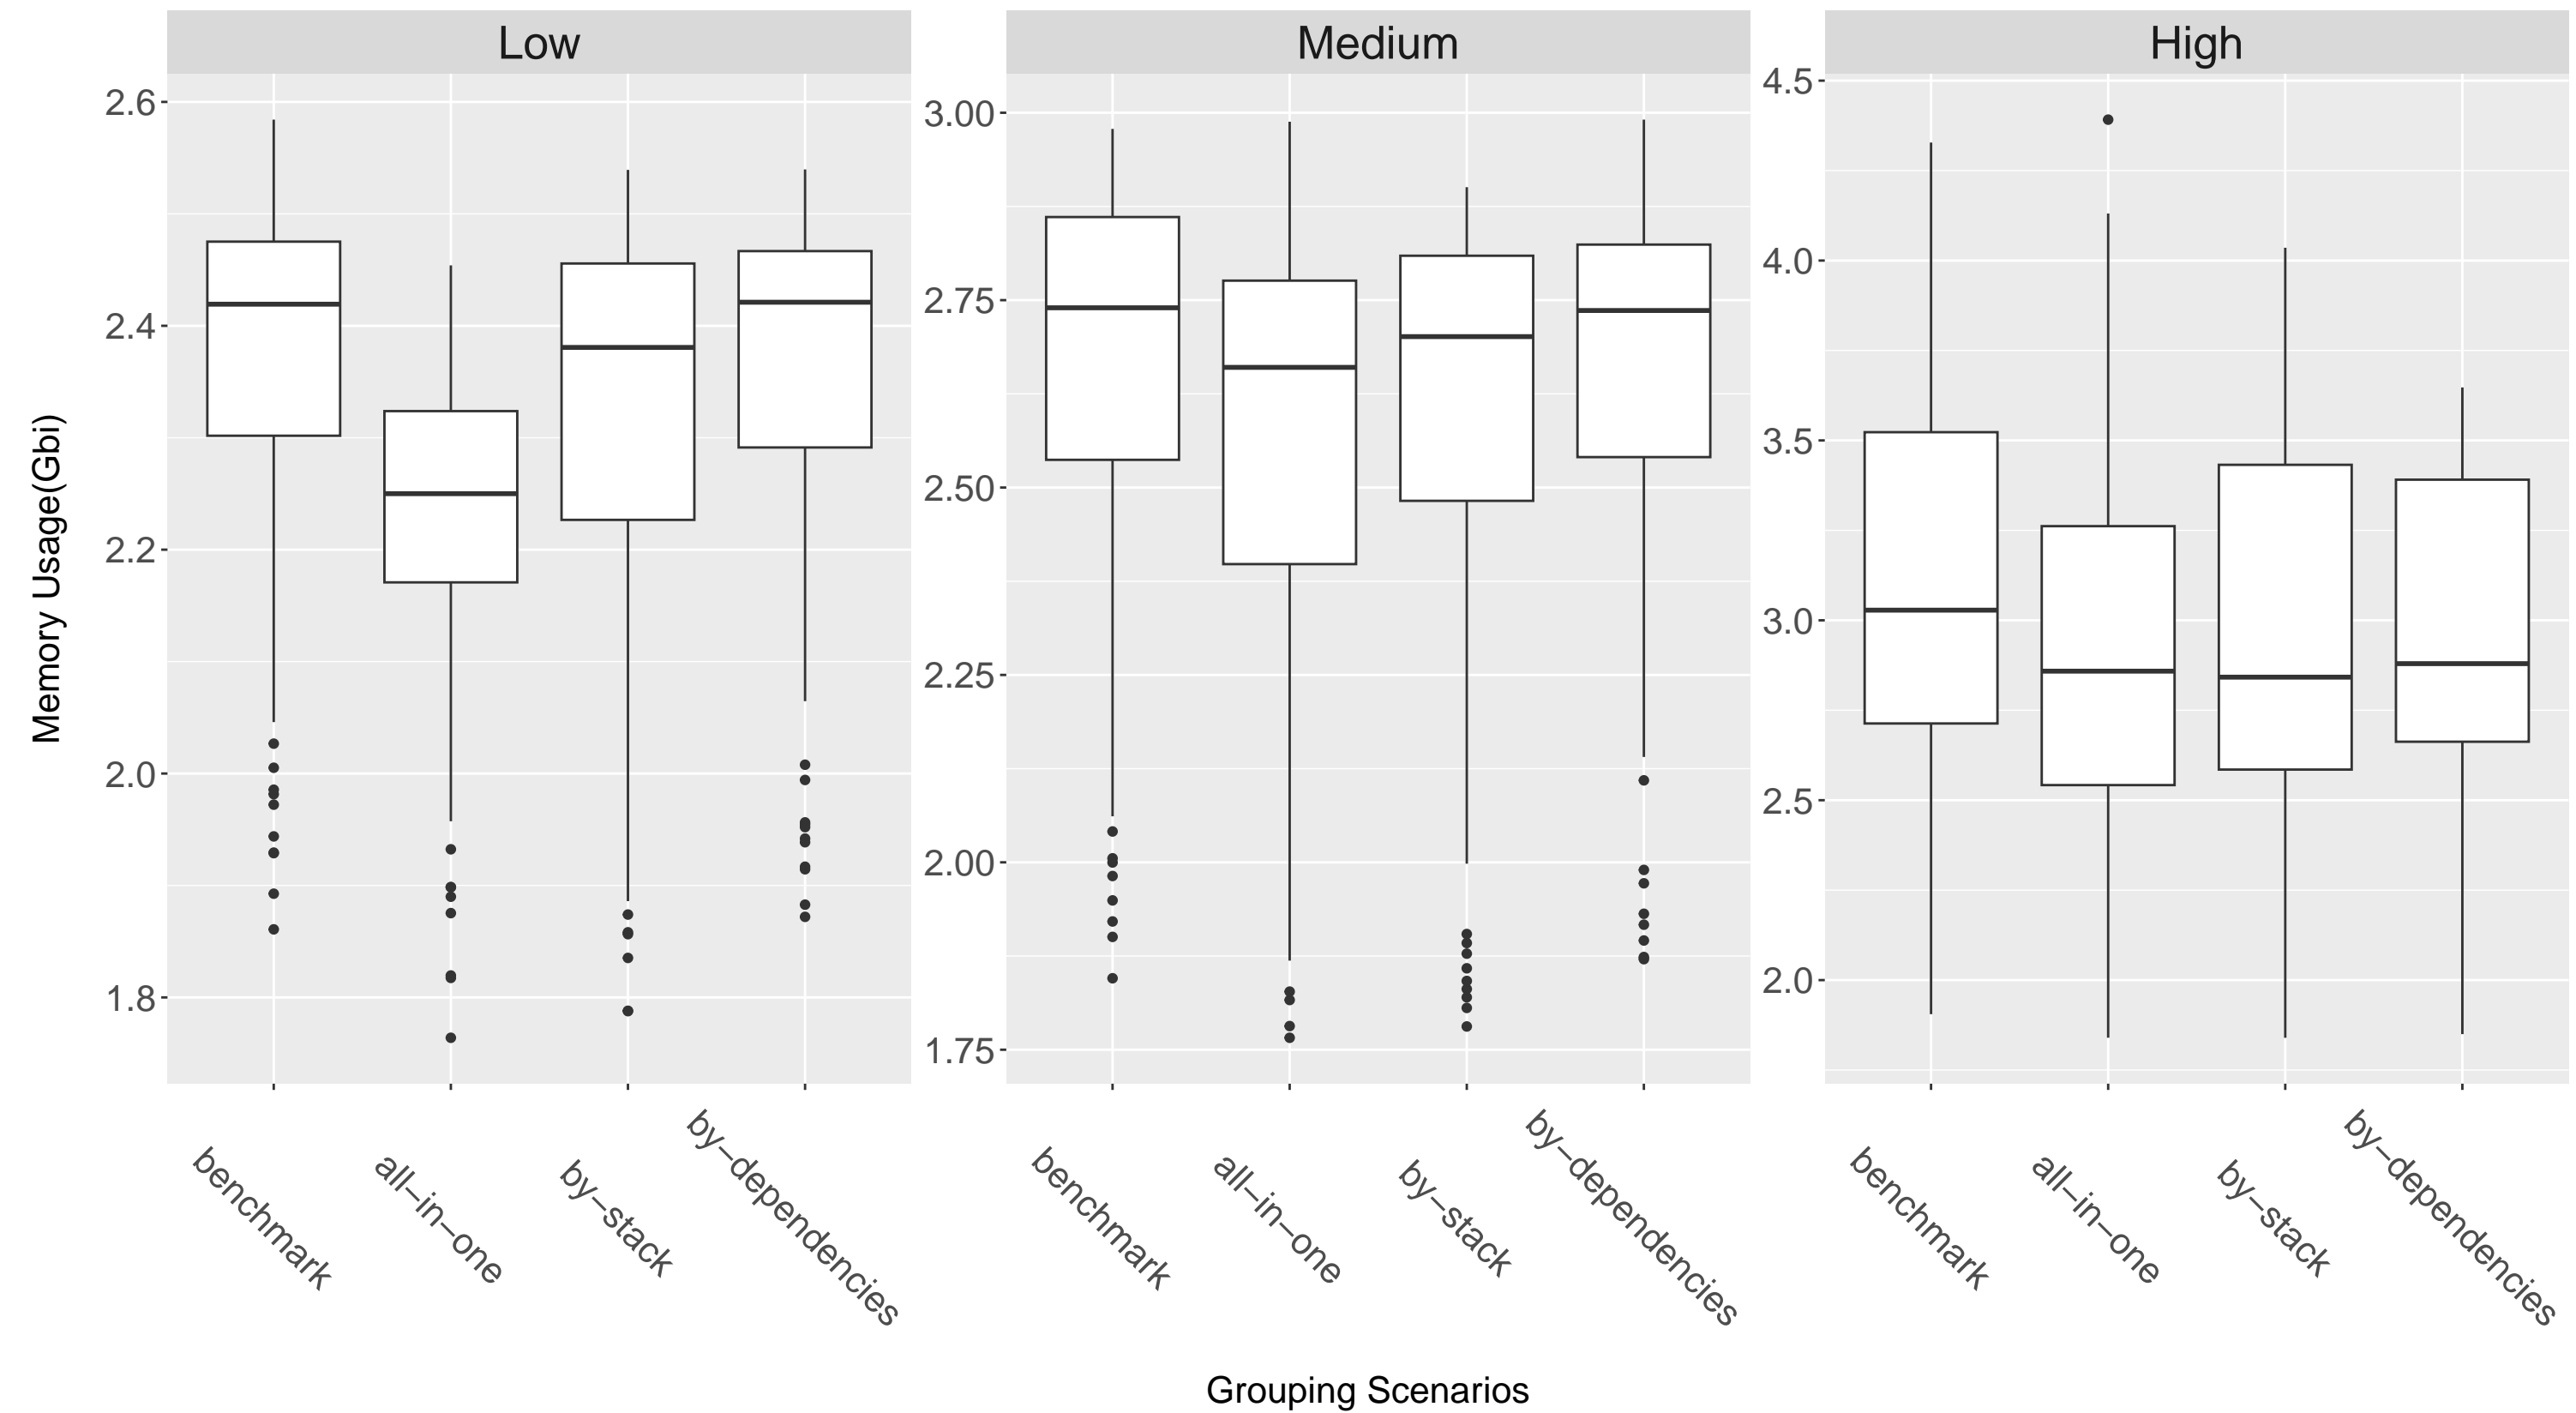 Low
Medium
High
Memory Usage(Gbi)
2.6
2.4
2.2
2.0
1.8
3.00
2.75
2.50
2.25
2.00
1.75
4.5
4.0
3.5
3.0
2.5
2.0
benchmark
all−in−one
by−stack
by−dependencies
benchmark
all−in−one
by−stack
by−dependencies
benchmark
all−in−one
by−stack
by−dependencies
Grouping Scenarios